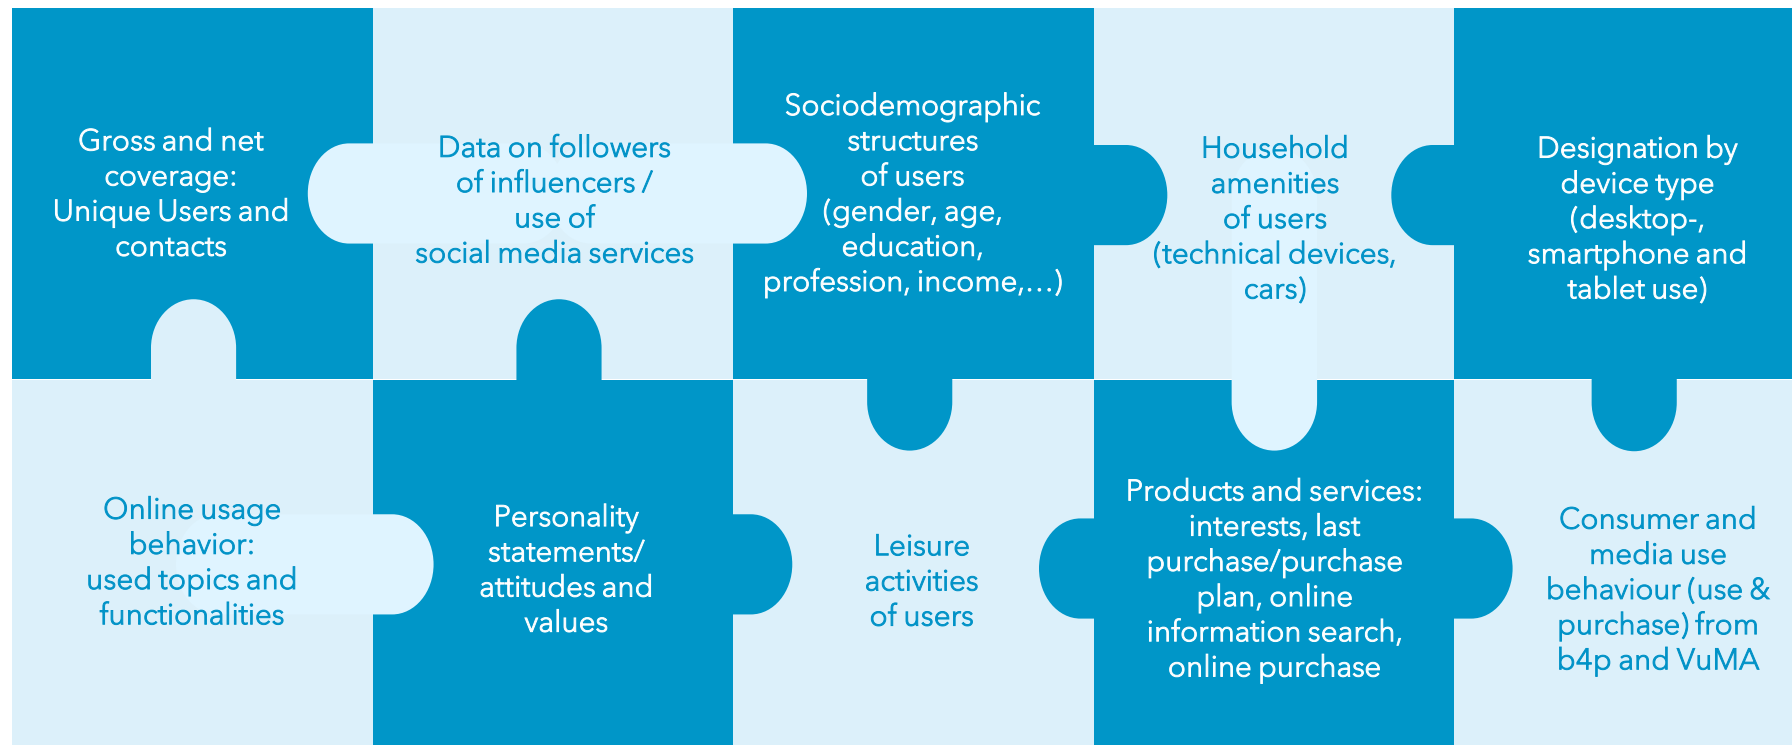 Gross and net
coverage:
Unique Users and
contacts
Data on followers
of influencers /
use of
social media services
Sociodemographic
structures
of users
(gender, age,
education,
profession, income,…)
Household
amenities
of users
(technical devices,
cars)
Designation by
device type
(desktop-,
smartphone and
tablet use)
Online usage
behavior:
used topics and
functionalities
Personality
statements/
attitudes and
values
Leisure
activities
of users
Products and services:
interests, last
purchase/purchase
plan, online
information search,
online purchase
Consumer and
media use
behaviour (use &
purchase) from
b4p and VuMA